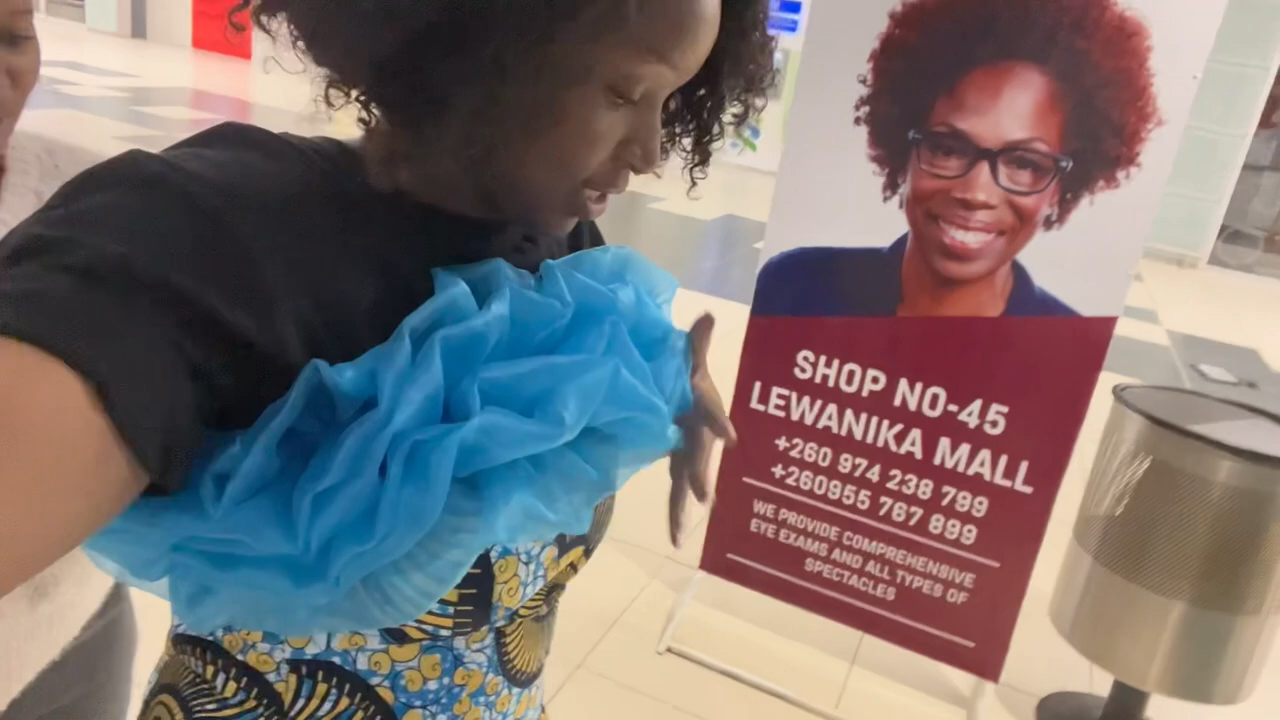 SHOP NO-45
LEWANIKA MALL
+260 974 238 799
+260955 767 899
WE PROVIDE COMPREHENSIVE
EYE EXAMS AND ALL TYPES OF
SPECTACLES